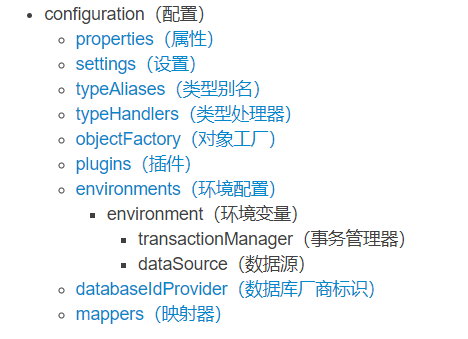 configuration（配置）
properties（属性）
settings（设置）
typeAliases（类型别名）
typeHandlers（类型处理器）
objectFactory（对象工厂）
plugins（插件）
environments（环境配置）
environment（环境变量）
transactionManager（事务管理器）
dataSource（数据源）
databaseIdProvider（数据库厂商标识）
mappers（映射器）